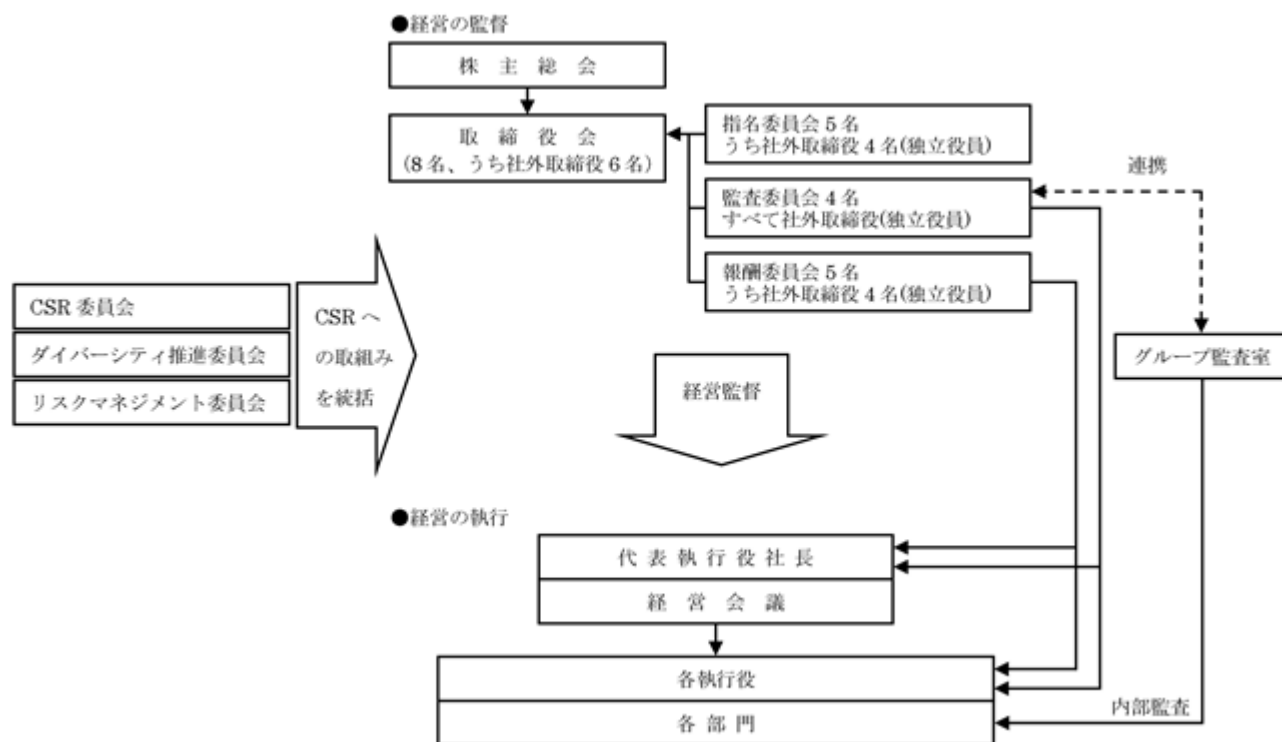 ●経営の監督
株主総会
取締役会
(8名、うち社外取締役6名)
指名委員会5名
うち社外取締役4名(独立役員)
連携
監査委員会4名
すべて社外取締役(独立役員)
報酬委員会5名
うち社外取締役4名(独立役員)
CSR委員会
ダイバーシティ推進委員会
リスクマネジメント委員会
CSRへ
の取組み
を統括
グループ監査室
経営監督
●経営の執行
代表執行役社長
経営会議
各執行役
各部門
内部監査